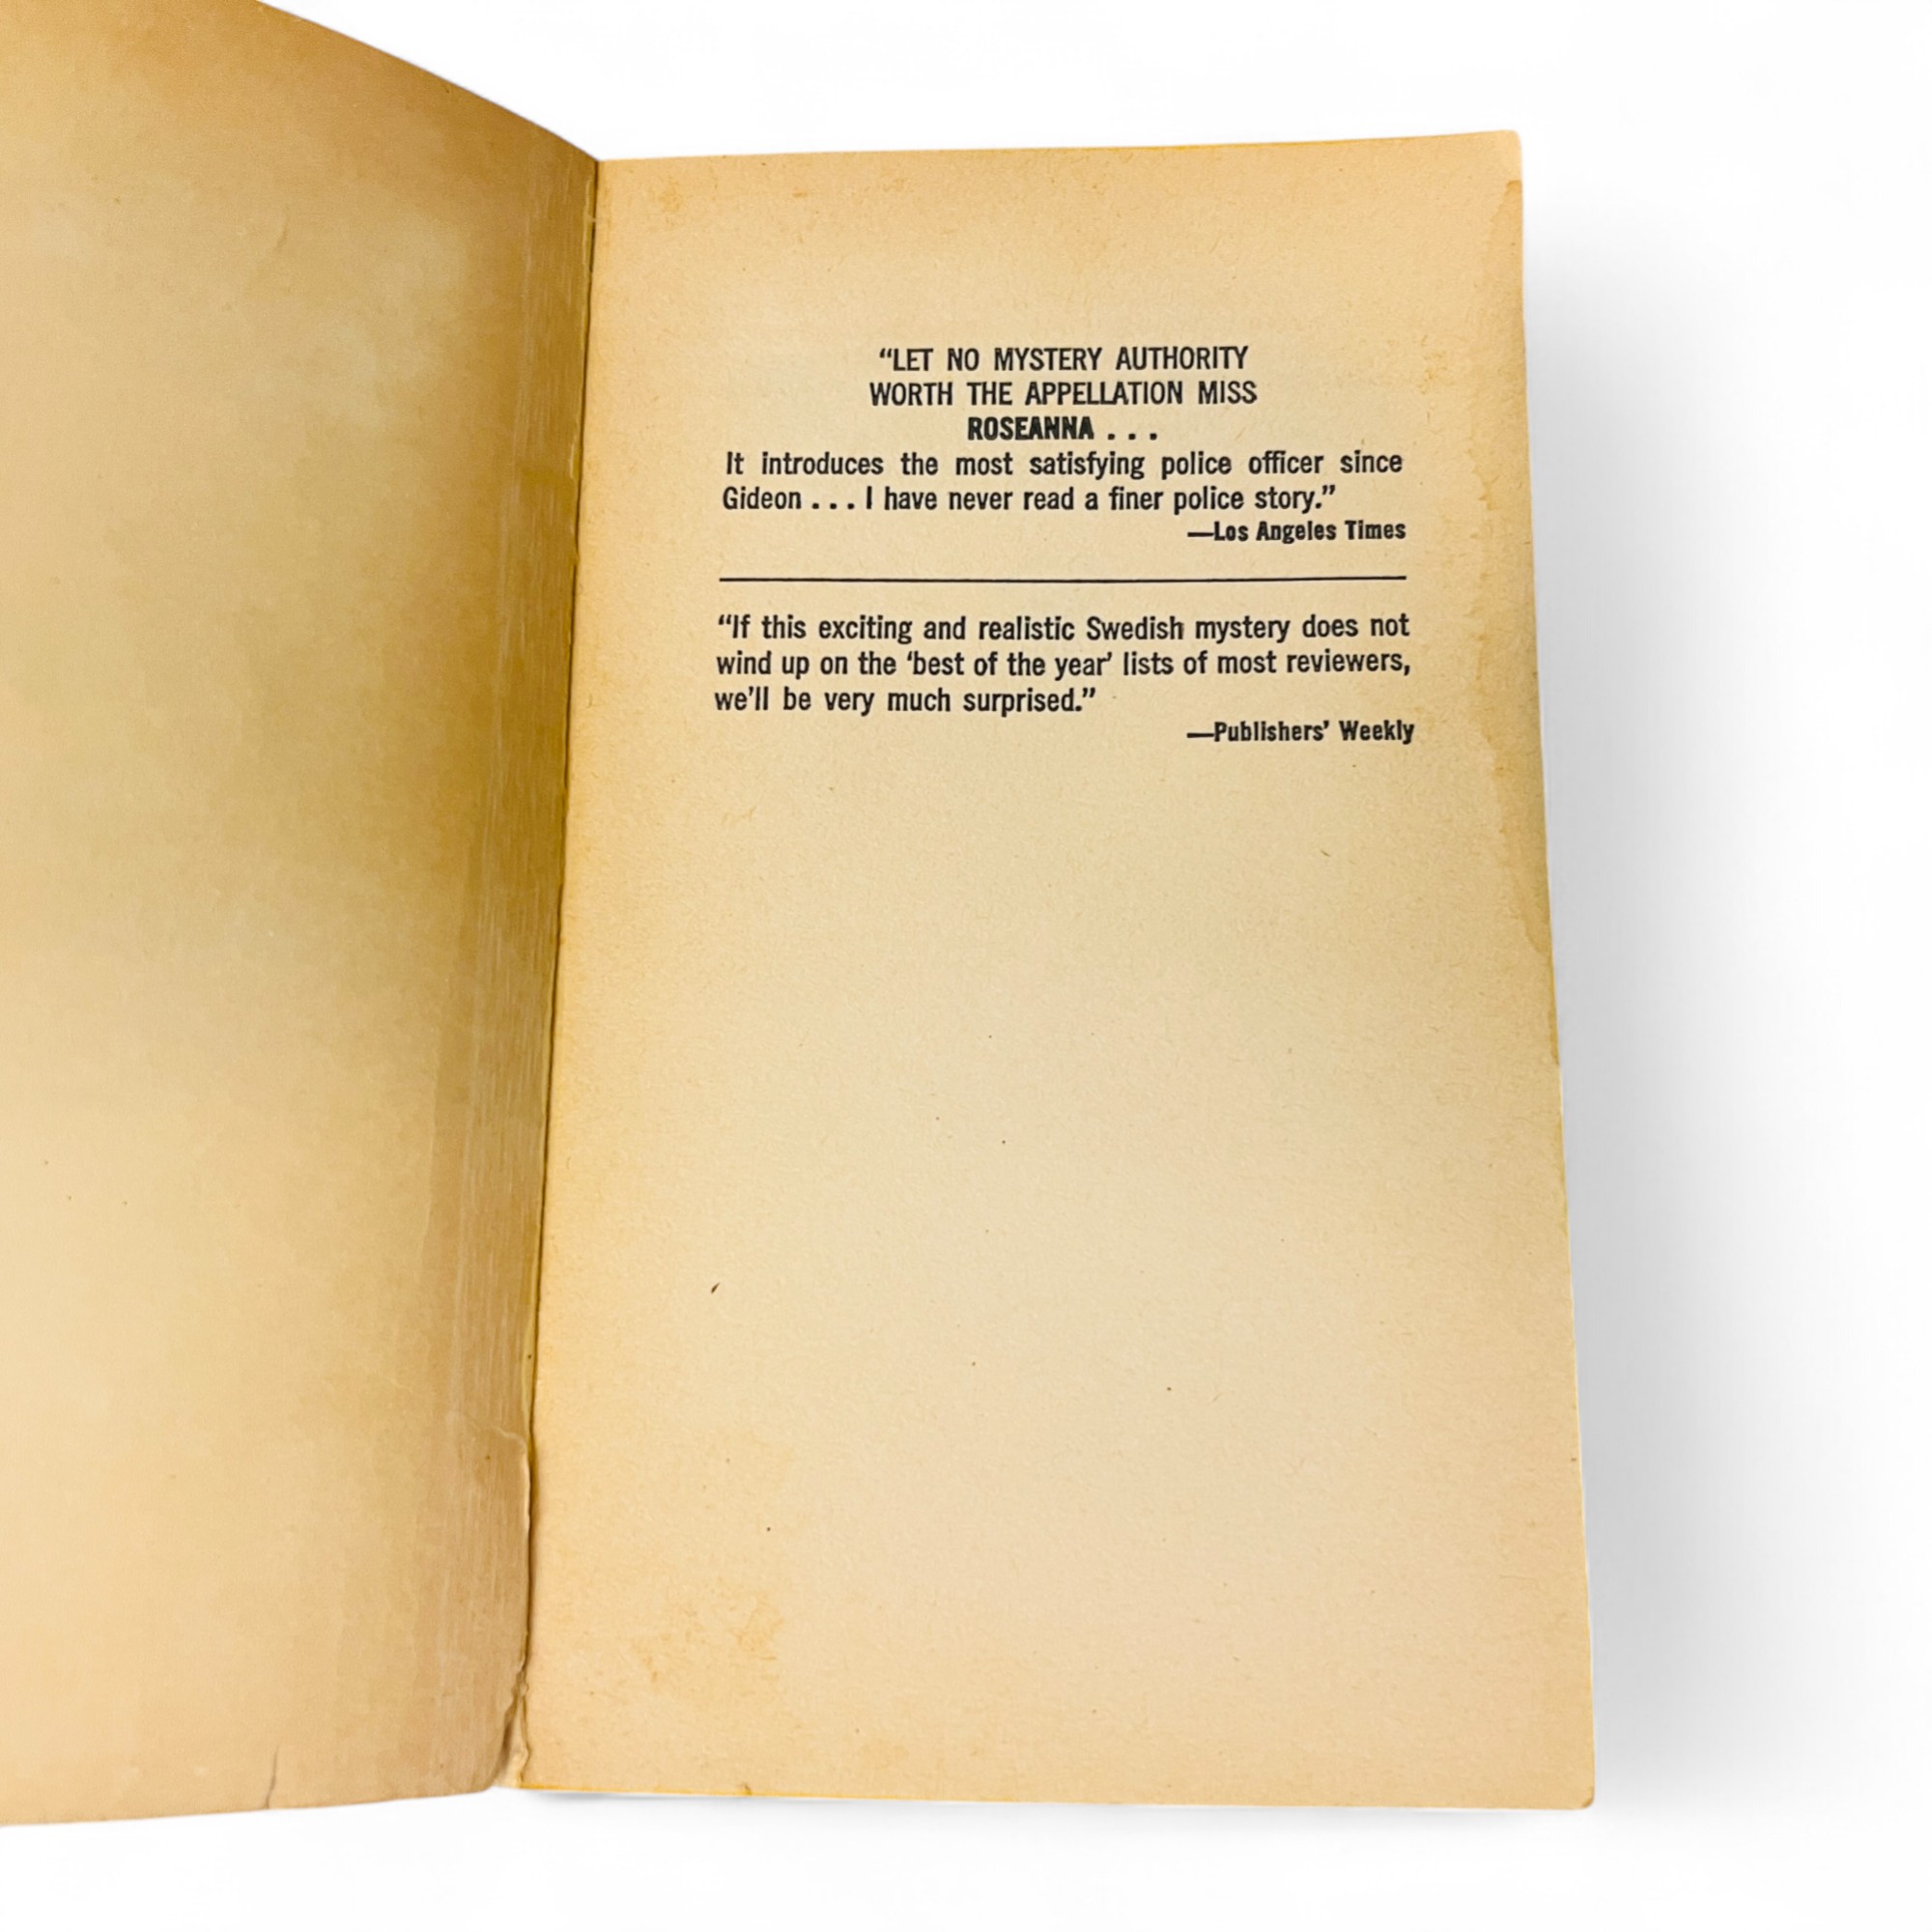 “LET NO MYSTERY AUTHORITY
WORTH THE APPELLATION MISS
ROSEANNA . . .
It introduces the most satisfying police officer since
Gideon . . . I have never read a finer police story.”
—Los Angeles Times
“If this exciting and realistic Swedish mystery does not
wind up on the ‘best of the year’ lists of most reviewers,
we’ll be very much surprised.”
—Publishers’ Weekly